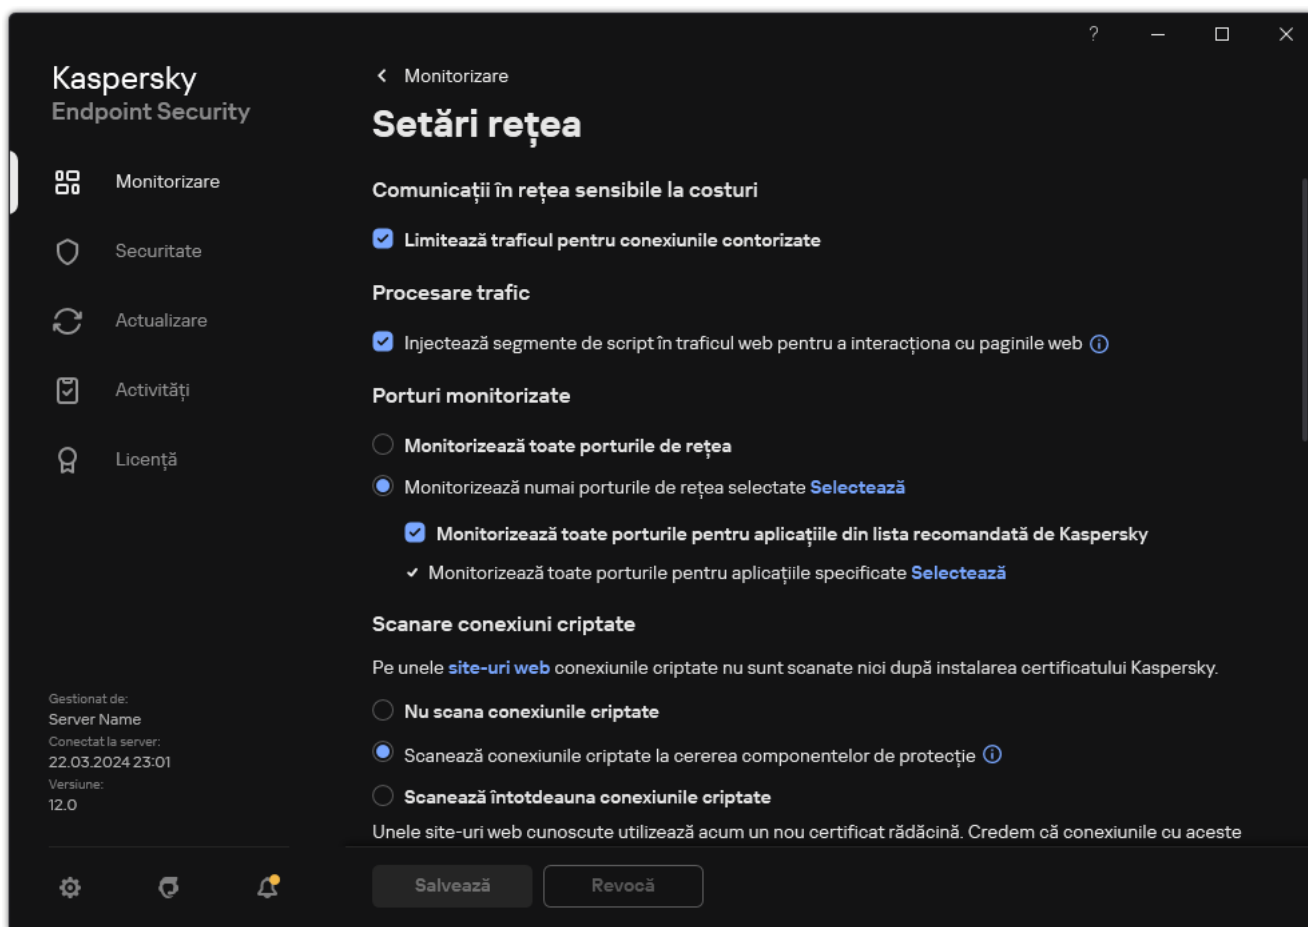 ?
Kaspersky
Endpoint Security
Monitorizare
Securitate
Actualizare
Activități
Licență
Gestionat de:
Server Name
Conectat la server:
22.03.2024 23:01
Versiune:
12.0
Monitorizare
Setări rețea
Comunicații în rețea sensibile la costuri
Limitează traficul pentru conexiunile contorizate
Procesare trafic
Injectează segmente de script în traficul web pentru a interacționa cu paginile web
Porturi monitorizate
Monitorizează toate porturile de rețea
Monitorizează numai porturile de rețea selectate Selectează
Monitorizează toate porturile pentru aplicațiile din lista recomandată de Kaspersky
Monitorizează toate porturile pentru aplicațiile specificate Selectează
Scanare conexiuni criptate
Pe unele site-uri web conexiunile criptate nu sunt scanate nici după instalarea certificatului Kaspersky.
Nu scana conexiunile criptate
Scanează conexiunile criptate la cererea componentelor de protecție
Scanează întotdeauna conexiunile criptate
Unele site-uri web cunoscute utilizează acum un nou certificat rădăcină. Credem că conexiunile cu aceste
Salvează
Revocă